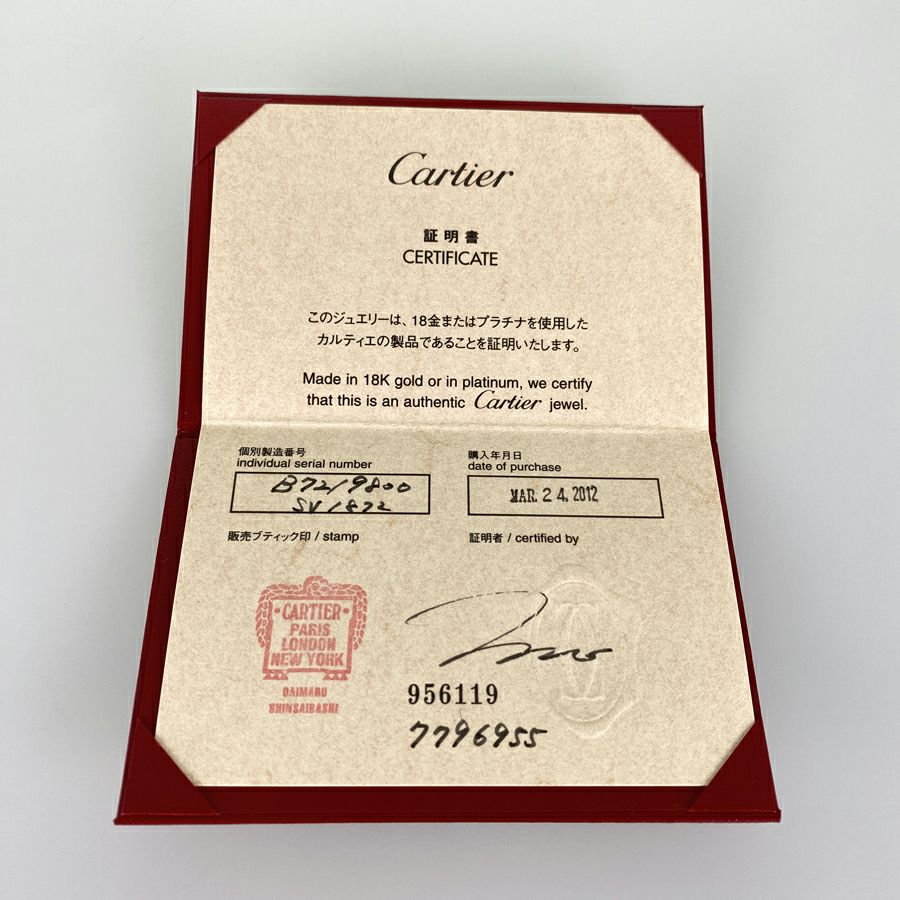 Cartier
証明書
CERTIFICATE
このジュエリーは、18金またはプラチナを使用した
カルティエの製品であることを証明いたします。
Made in 18K gold or in platinum, we certify
that this is an authentic Cartier jewel.
個別製造番号
individual serial number
B7219800
SV1872
購入年月日
date of purchase
MAR. 24. 2012
販売ブティック印 / stamp
証明者 / certified by
·CARTIER·
PARIS
LONDON
NEW YORK
DAIMARU
SHINSAIBASHI
956119
7796955